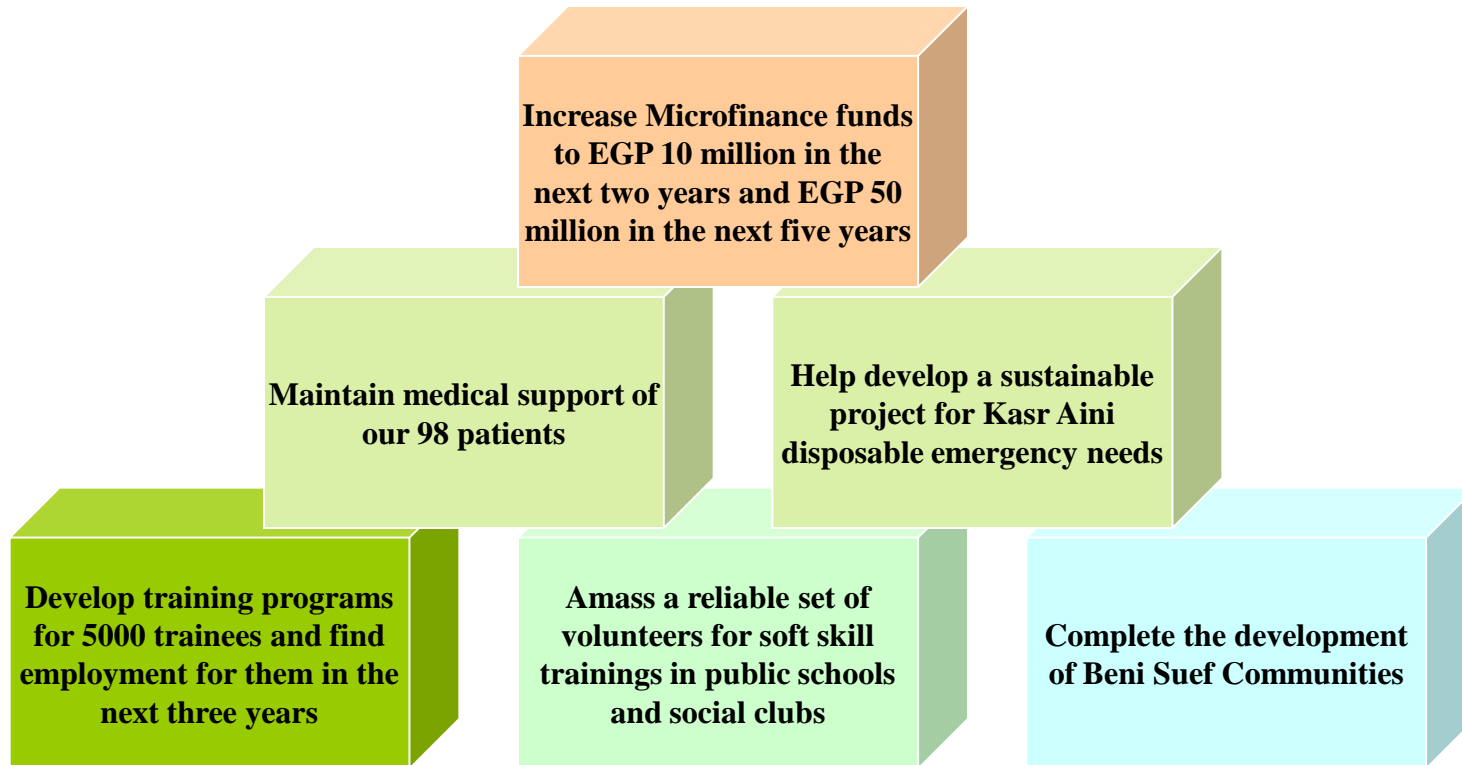 Increase Microfinance funds
to EGP 10 million in the
next two years and EGP 50
million in the next five years
Maintain medical support of
our 98 patients
Help develop a sustainable
project for Kasr Aini
disposable emergency needs
Develop training programs
for 5000 trainees and find
employment for them in the
next three years
Amass a reliable set of
volunteers for soft skill
trainings in public schools
and social clubs
Complete the development
of Beni Suef Communities